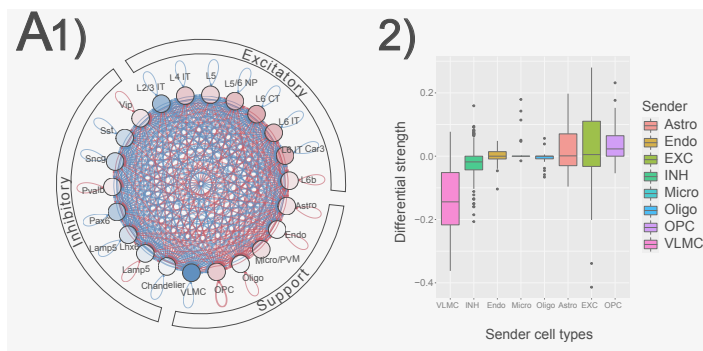 A1)
2)
Excitatory
Inhibitory
Support
L2/3 IT
L4 IT
L5
L5/6 NP
L6 CT
L6 IT
L6 IT Car3
L6b
Astro
Endo
Micro/PVM
Oligo
OPC
VLMC
Chandelier
Lamp5
Lamp5 Lhx6
Pax6
Pvalb
Sncg
Sst
Vip
Differential strength
0.2
0.0
−0.2
−0.4
VLMC INH Endo Micro Oligo Astro EXC OPC
Sender cell types
Sender
Astro
Endo
EXC
INH
Micro
Oligo
OPC
VLMC